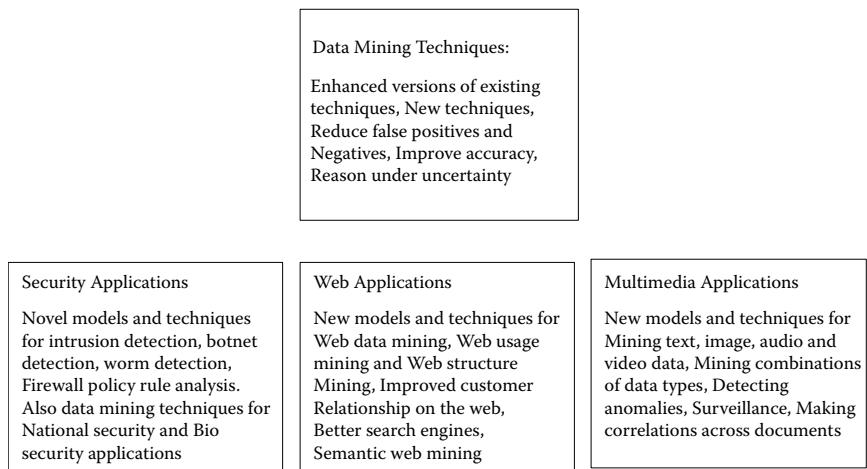 Data Mining Techniques:
Enhanced versions of existing
techniques, New techniques,
Reduce false positives and
Negatives, Improve accuracy,
Reason under uncertainty
Security Applications
Novel models and techniques
for intrusion detection, botnet
detection, worm detection,
Firewall policy rule analysis.
Also data mining techniques for
National security and Bio
security applications
Web Applications
New models and techniques for
Web data mining, Web usage
mining and Web structure
Mining, Improved customer
Relationship on the web,
Better search engines,
Semantic web mining
Multimedia Applications
New models and techniques for
Mining text, image, audio and
video data, Mining combinations
of data types, Detecting
anomalies, Surveillance, Making
correlations across documents